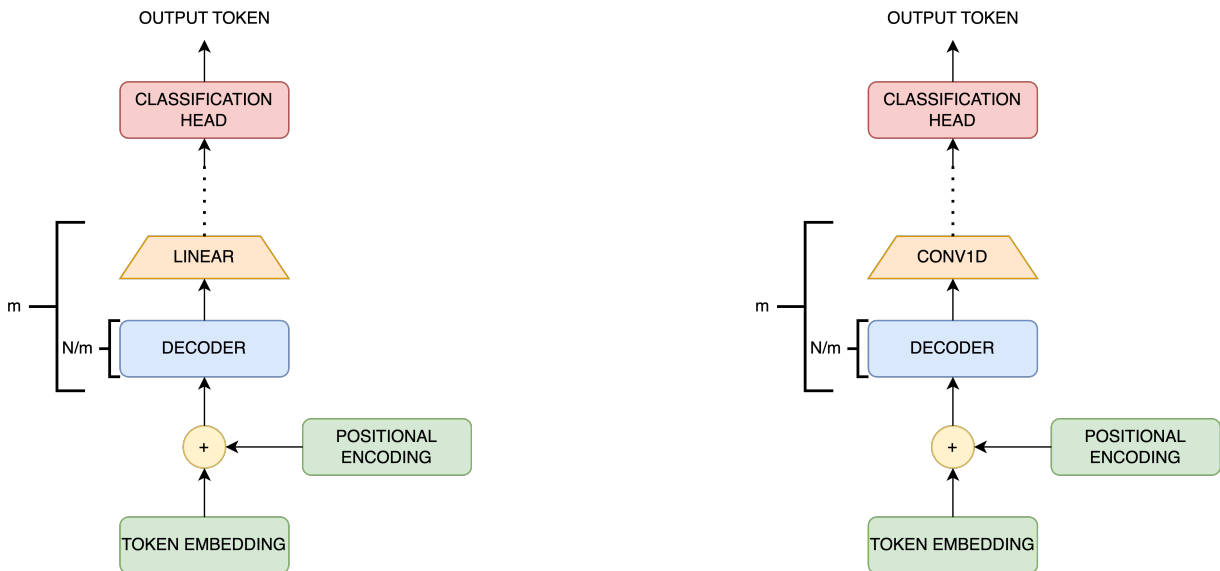 OUTPUT TOKEN
CLASSIFICATION
HEAD
LINEAR
m
N/m
DECODER
+
POSITIONAL
ENCODING
TOKEN EMBEDDING
OUTPUT TOKEN
CLASSIFICATION
HEAD
CONV1D
m
N/m
DECODER
+
POSITIONAL
ENCODING
TOKEN EMBEDDING